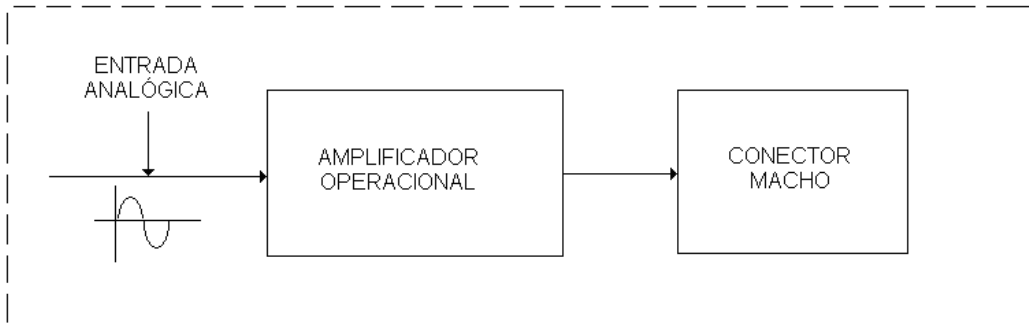 ENTRADA
ANALÓGICA
AMPLIFICADOR
OPERACIONAL
CONECTOR
MACHO